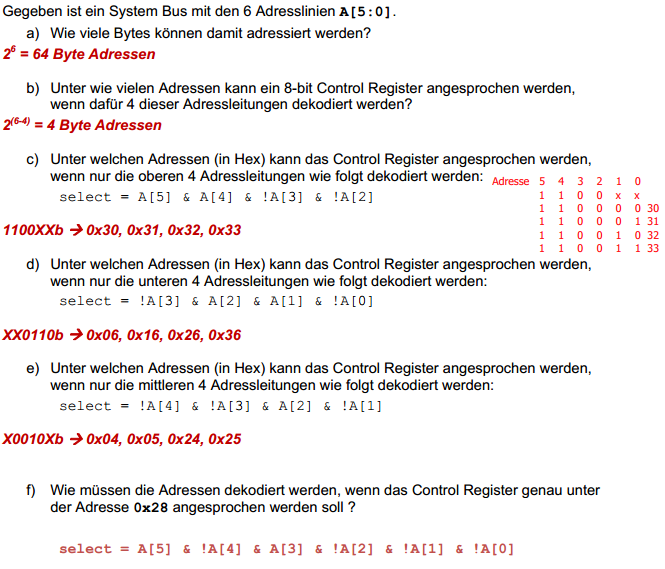 Gegeben ist ein System Bus mit den 6 Adresslinien A[5:0].
a) Wie viele Bytes können damit adressiert werden?
2⁶ = 64 Byte Adressen
b) Unter wie vielen Adressen kann ein 8-bit Control Register angesprochen werden,
wenn dafür 4 dieser Adressleitungen dekodiert werden?
2⁽⁶⁻⁴⁾ = 4 Byte Adressen
c) Unter welchen Adressen (in Hex) kann das Control Register angesprochen werden,
wenn nur die oberen 4 Adressleitungen wie folgt dekodiert werden:
select = A[5] & A[4] & !A[3] & !A[2]
Adresse 5 4 3 2 1 0
1 1 0 0 x x
1 1 0 0 0 0 30
1 1 0 0 0 1 31
1 1 0 0 1 0 32
1 1 0 0 1 1 33
1100XXb → 0x30, 0x31, 0x32, 0x33
d) Unter welchen Adressen (in Hex) kann das Control Register angesprochen werden,
wenn nur die unteren 4 Adressleitungen wie folgt dekodiert werden:
select = !A[3] & A[2] & A[1] & !A[0]
XX0110b → 0x06, 0x16, 0x26, 0x36
e) Unter welchen Adressen (in Hex) kann das Control Register angesprochen werden,
wenn nur die mittleren 4 Adressleitungen wie folgt dekodiert werden:
select = !A[4] & !A[3] & A[2] & !A[1]
X0010Xb → 0x04, 0x05, 0x24, 0x25
f) Wie müssen die Adressen dekodiert werden, wenn das Control Register genau unter
der Adresse 0x28 angesprochen werden soll ?
select = A[5] & !A[4] & A[3] & !A[2] & !A[1] & !A[0]